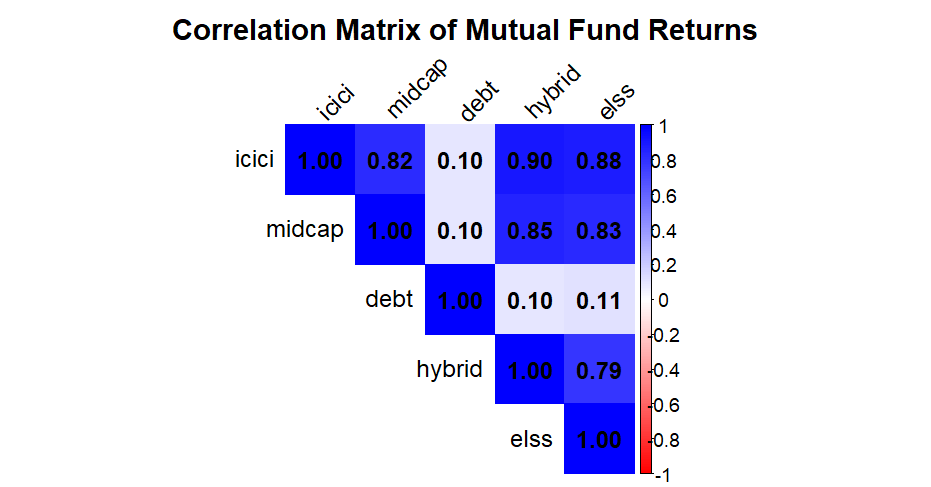 Correlation Matrix of Mutual Fund Returns
icici midcap debt hybrid elss
icici 1.00 0.82 0.10 0.90 0.88
midcap 1.00 0.10 0.85 0.83
debt 1.00 0.10 0.11
hybrid 1.00 0.79
elss 1.00
1
0.8
0.6
0.4
0.2
0
-0.2
-0.4
-0.6
-0.8
-1